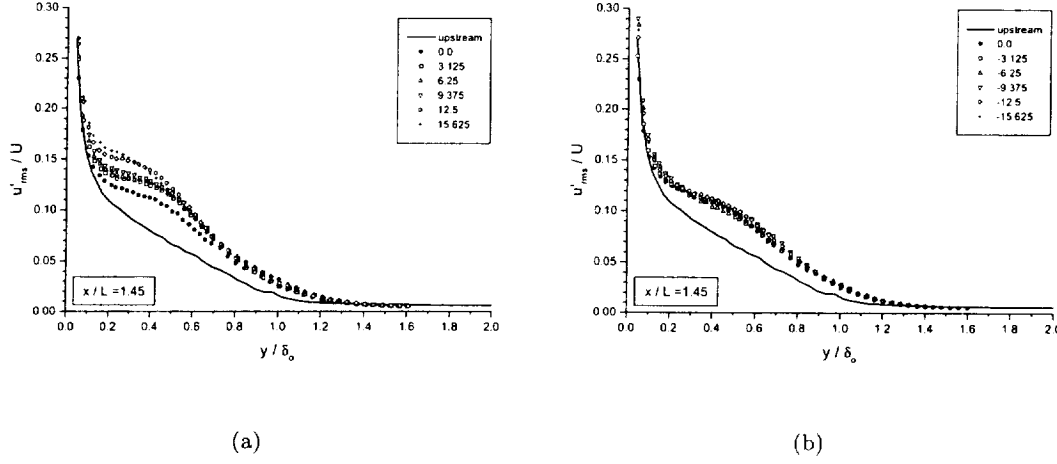 0.30
0.25
0.20
0.15
0.10
0.05
0.00
u'rms / U
upstream
0.0
3.125
6.25
9.375
12.5
15.625
x / L =1.45
0.0 0.2 0.4 0.6 0.8 1.0 1.2 1.4 1.6 1.8 2.0
y / δo
(a)
0.30
0.25
0.20
0.15
0.10
0.05
0.00
u'rms / U
upstream
0.0
-3.125
-6.25
-9.375
-12.5
-15.625
x / L =1.45
0.0 0.2 0.4 0.6 0.8 1.0 1.2 1.4 1.6 1.8 2.0
y / δo
(b)